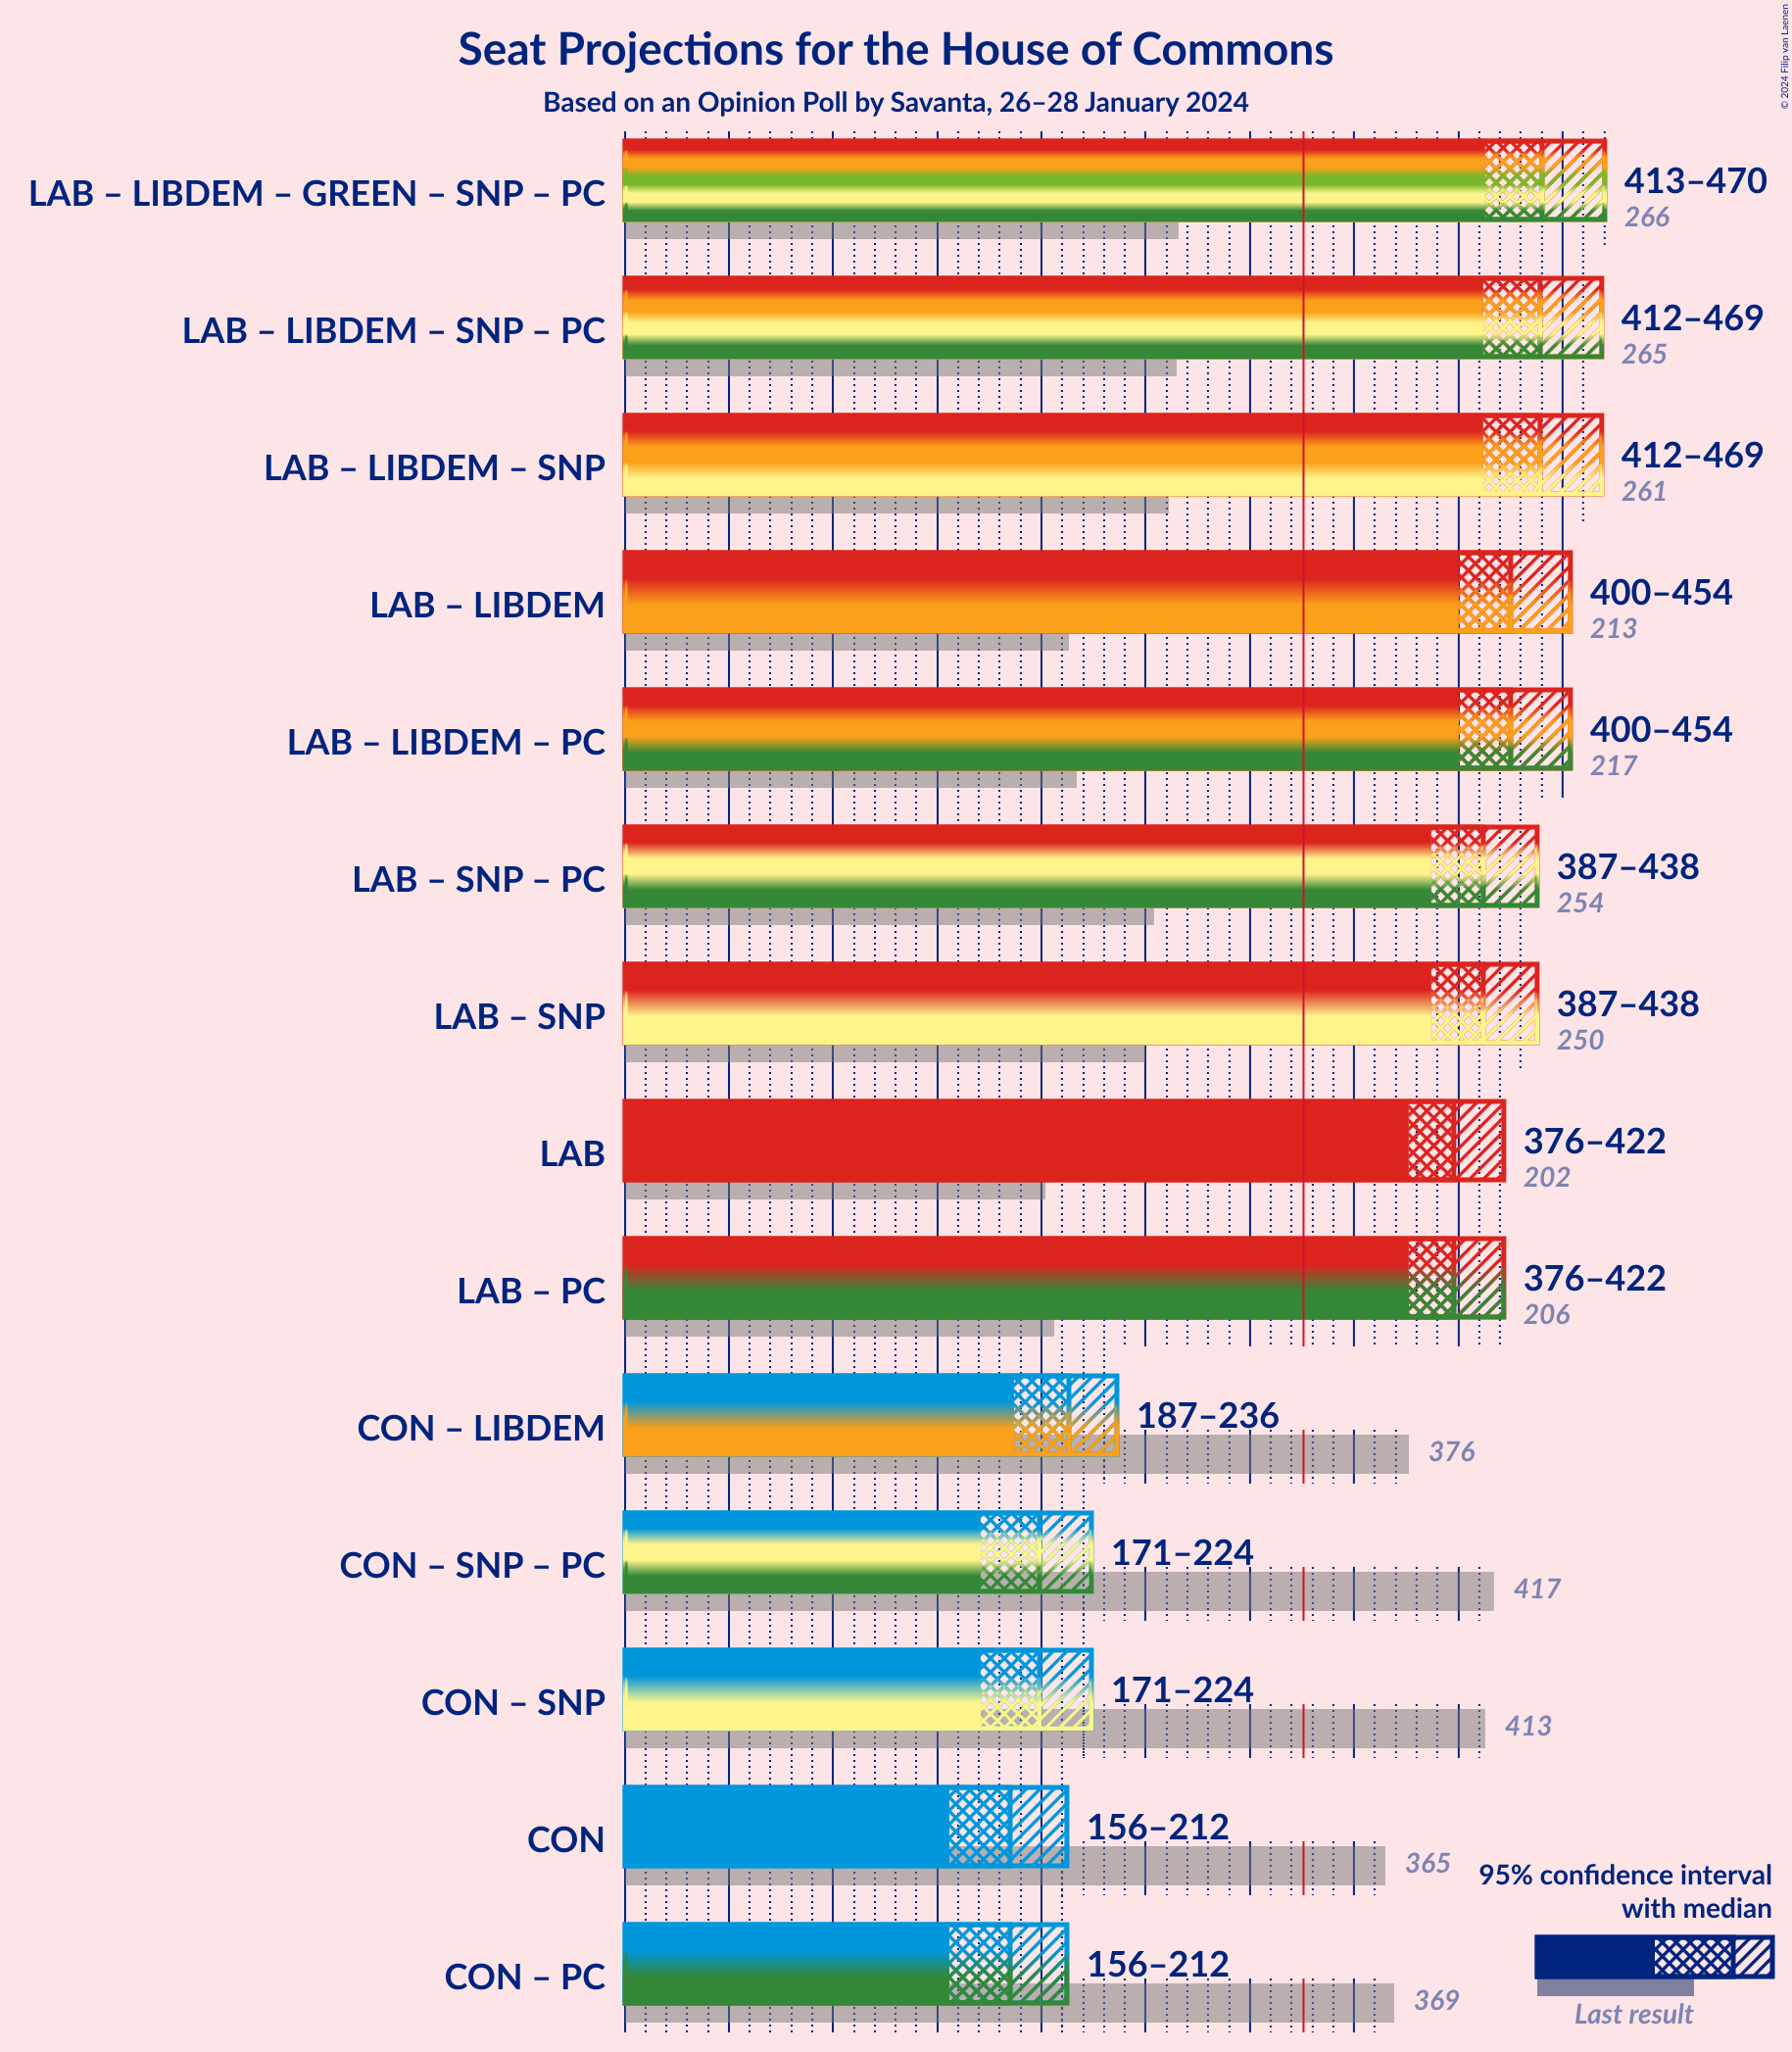 Seat Projections for the House of Commons
Based on an Opinion Poll by Savanta, 26–28 January 2024
© 2024 Filip van Laenen
LAB – LIBDEM – GREEN – SNP – PC
413–470
266
LAB – LIBDEM – SNP – PC
412–469
265
LAB – LIBDEM – SNP
412–469
261
LAB – LIBDEM
400–454
213
LAB – LIBDEM – PC
400–454
217
LAB – SNP – PC
387–438
254
LAB – SNP
387–438
250
LAB
376–422
202
LAB – PC
376–422
206
CON – LIBDEM
187–236
376
CON – SNP – PC
171–224
417
CON – SNP
171–224
413
CON
156–212
365
CON – PC
156–212
369
95% confidence interval
with median
Last result